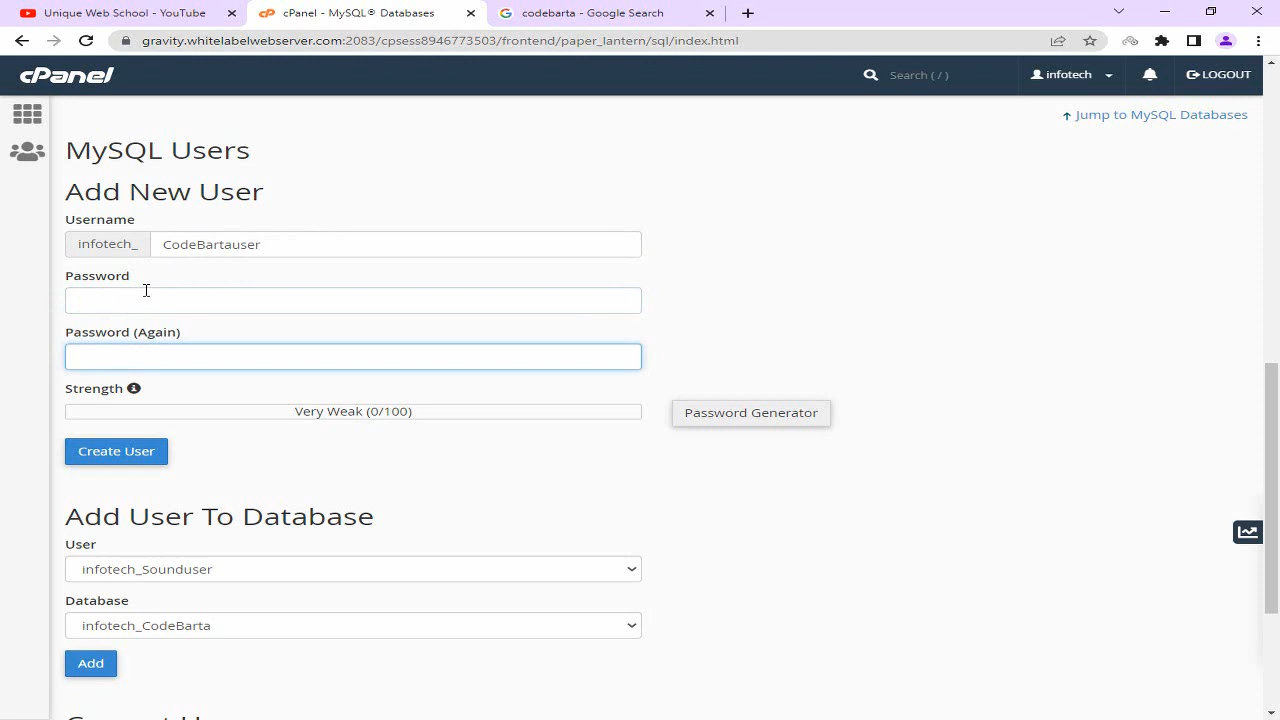 Unique Web School - YouTube
cPanel - MySQL® Databases
codebarta - Google Search
gravity.whitelabelwebserver.com:2083/cpsess8946773503/frontend/paper_lantern/sql/index.html
cPanel
Search ( / )
infotech
LOGOUT
Jump to MySQL Databases
MySQL Users
Add New User
Username
infotech_
CodeBartauser
Password
Password (Again)
Strength
Very Weak (0/100)
Password Generator
Create User
Add User To Database
User
infotech_Sounduser
Database
infotech_CodeBarta
Add